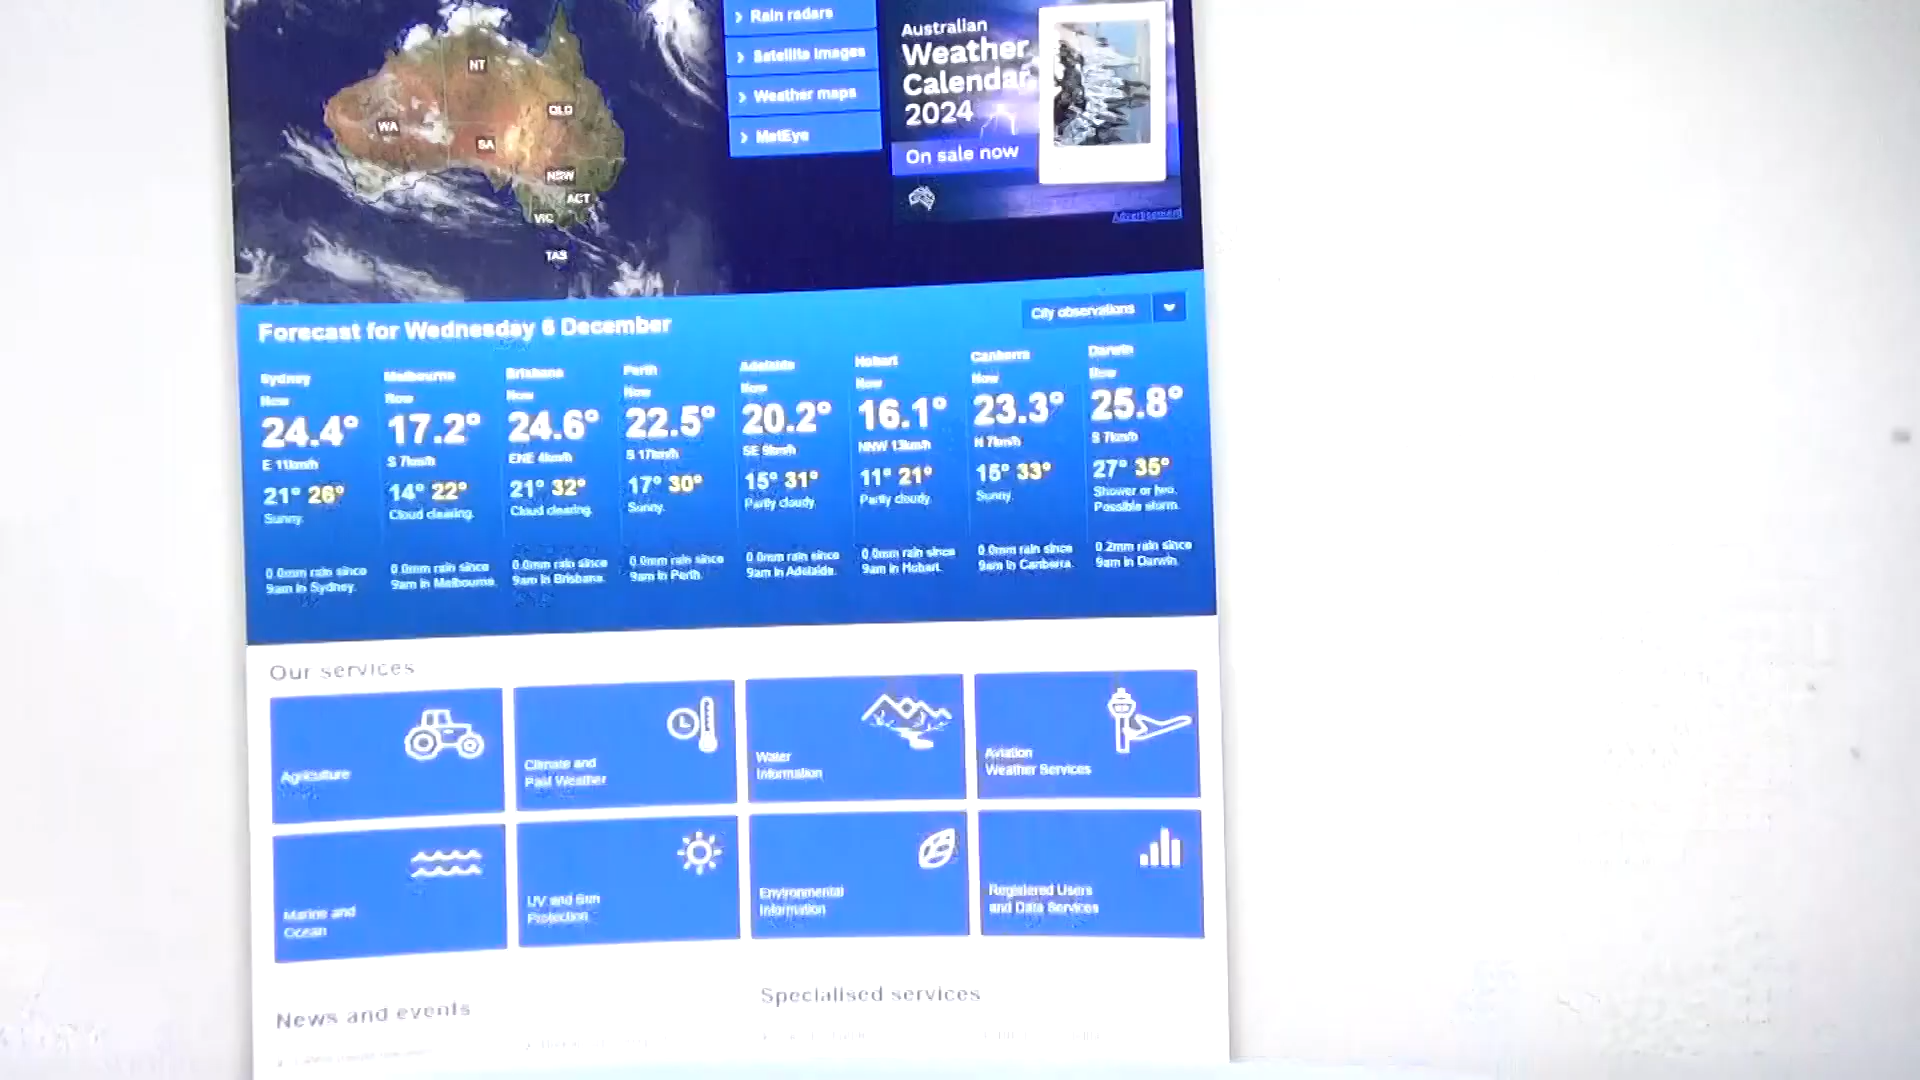 Rain radars
Satellite images
Weather maps
MetEye
Australian
Weather
Calendar
2024
On sale now
Advertisement
NT
QLD
WA
SA
NSW
ACT
VIC
TAS
Forecast for Wednesday 6 December
City observations
Sydney
Now
24.4°
E 11km/h
21° 26°
Sunny.
0.0mm rain since
9am in Sydney.
Melbourne
Now
17.2°
S 7km/h
14° 22°
Cloud clearing.
0.0mm rain since
9am in Melbourne.
Brisbane
Now
24.6°
ENE 4km/h
21° 32°
Cloud clearing.
0.0mm rain since
9am in Brisbane.
Perth
Now
22.5°
S 17km/h
17° 30°
Sunny.
0.0mm rain since
9am in Perth.
Adelaide
Now
20.2°
SE 9km/h
15° 31°
Partly cloudy.
0.0mm rain since
9am in Adelaide.
Hobart
Now
16.1°
NNW 13km/h
11° 21°
Partly cloudy.
0.0mm rain since
9am in Hobart.
Canberra
Now
23.3°
N 7km/h
15° 33°
Sunny.
0.0mm rain since
9am in Canberra.
Darwin
Now
25.8°
S 7km/h
27° 35°
Shower or two.
Possible storm.
0.2mm rain since
9am in Darwin.
Our services
Agriculture
Climate and
Past Weather
Water
Information
Aviation
Weather Services
Marine and
Ocean
UV and Sun
Protection
Environmental
Information
Registered Users
and Data Services
News and events
Specialised services